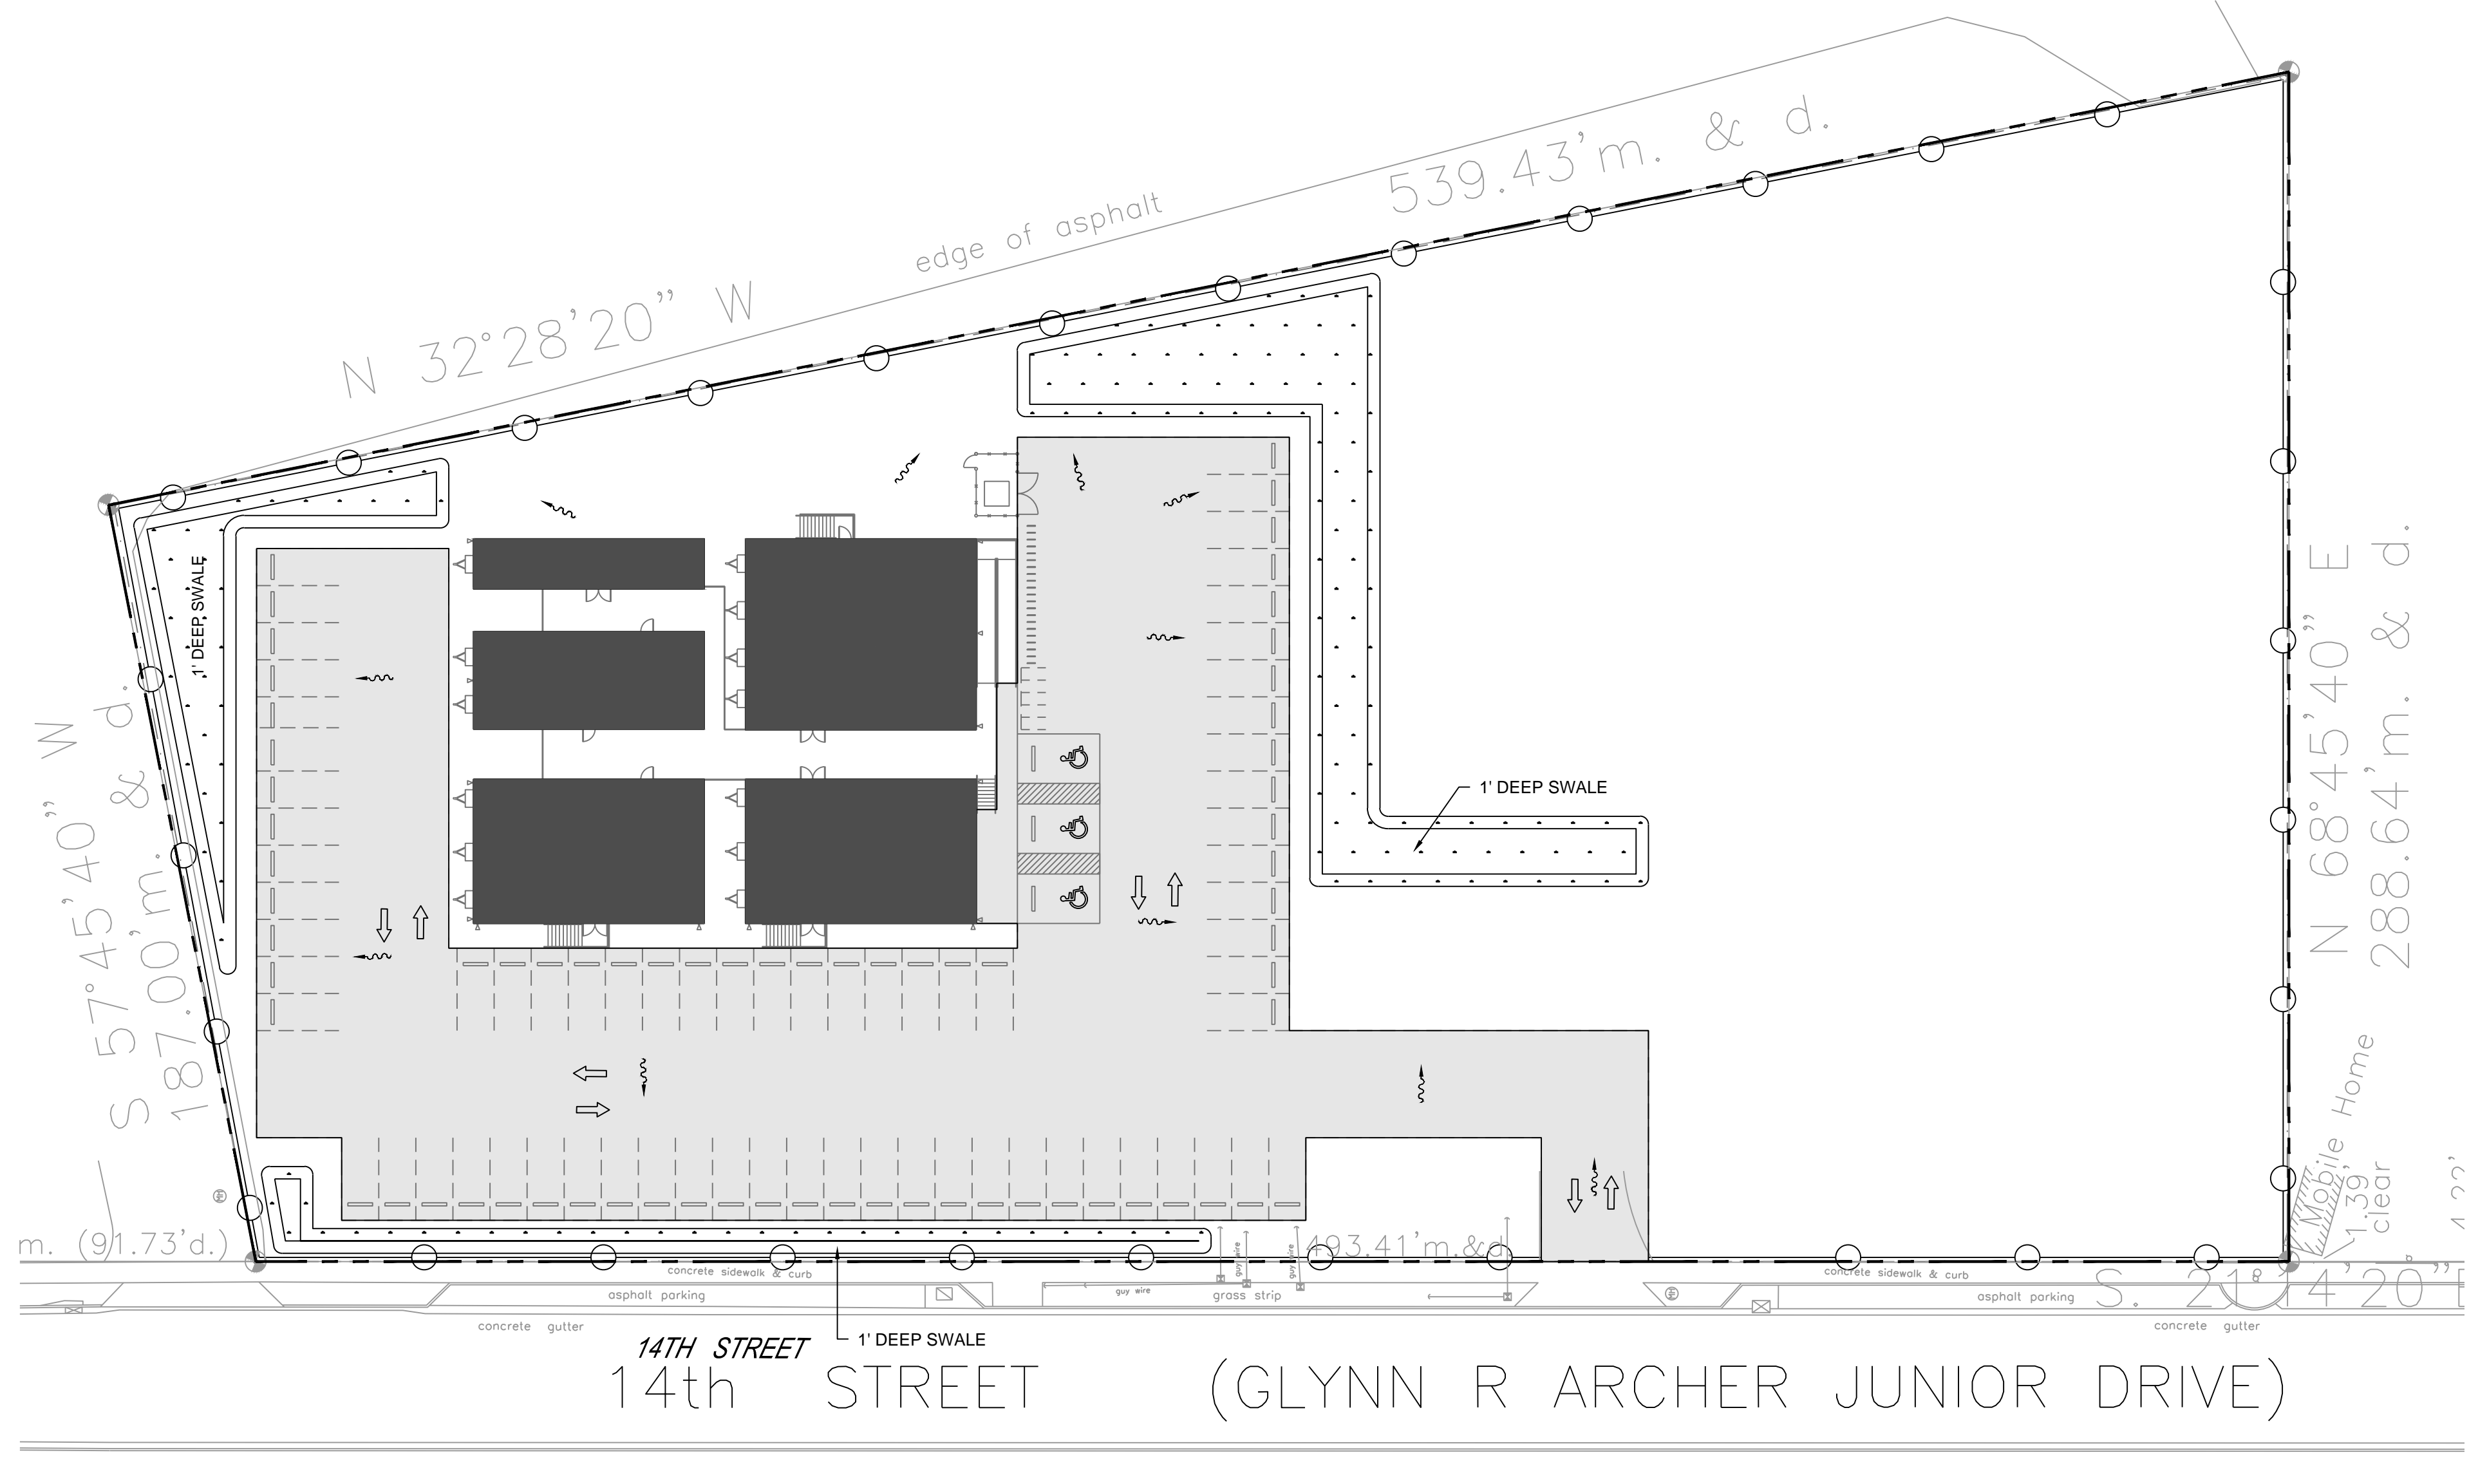 539.43'm. & d.
edge of asphalt
N 32°28'20" W
1' DEEP SWALE
S 57°45'40" W
187.00'm. & d.
1' DEEP SWALE
N 68°45'40" E
288.64'm. & d.
Mobile Home
1.39'
clear
m. (91.73'd.)
493.41'm.&d.
guy wire
guy wire
concrete sidewalk & curb
concrete sidewalk & curb
asphalt parking
guy wire
grass strip
asphalt parking
S. 21°14'20"E
concrete gutter
concrete gutter
14TH STREET
1' DEEP SWALE
14th STREET (GLYNN R ARCHER JUNIOR DRIVE)